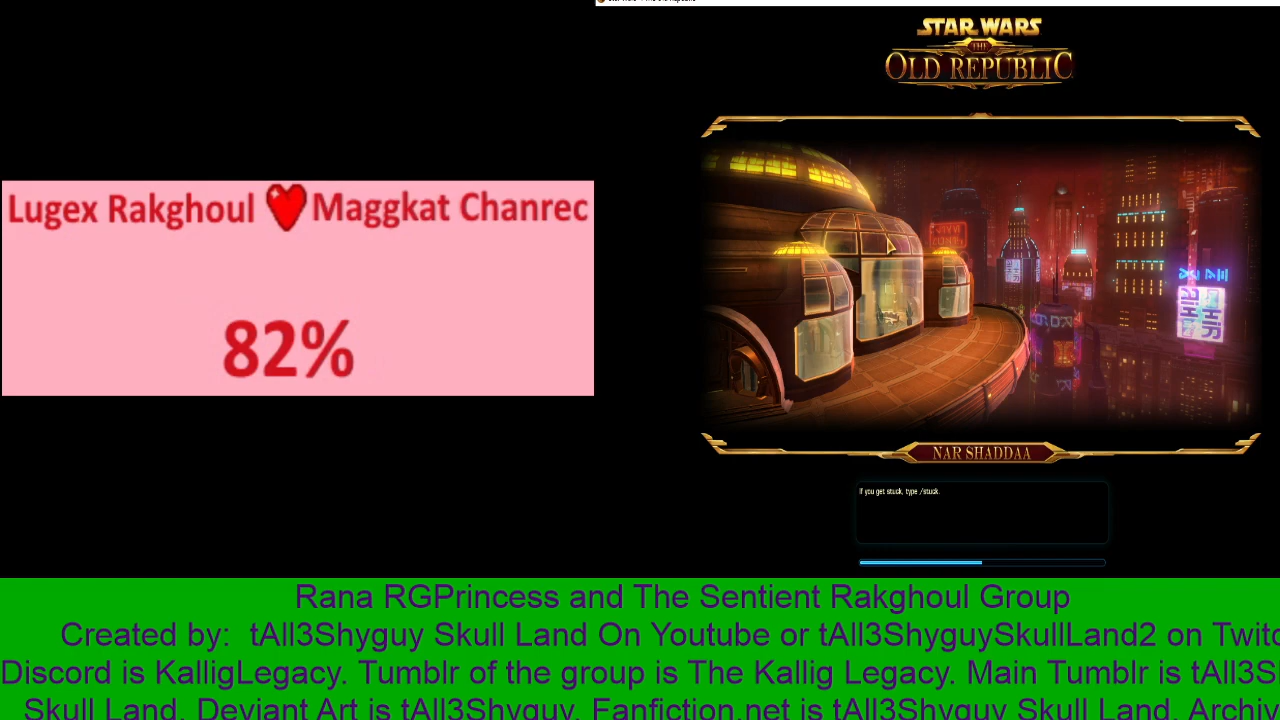 STAR WARS
THE
OLD REPUBLIC
Lugex Rakghoul Maggkat Chanrec
82%
NAR SHADDAA
If you get stuck, type /stuck.
Rana RGPrincess and The Sentient Rakghoul Group
Created by: tAll3Shyguy Skull Land On Youtube or tAll3ShyguySkullLand2 on Twitc
Discord is KalligLegacy. Tumblr of the group is The Kallig Legacy. Main Tumblr is tAll3S
Skull Land. Deviant Art is tAll3Shyguy. Fanfiction.net is tAll3Shyguy Skull Land. Archiv